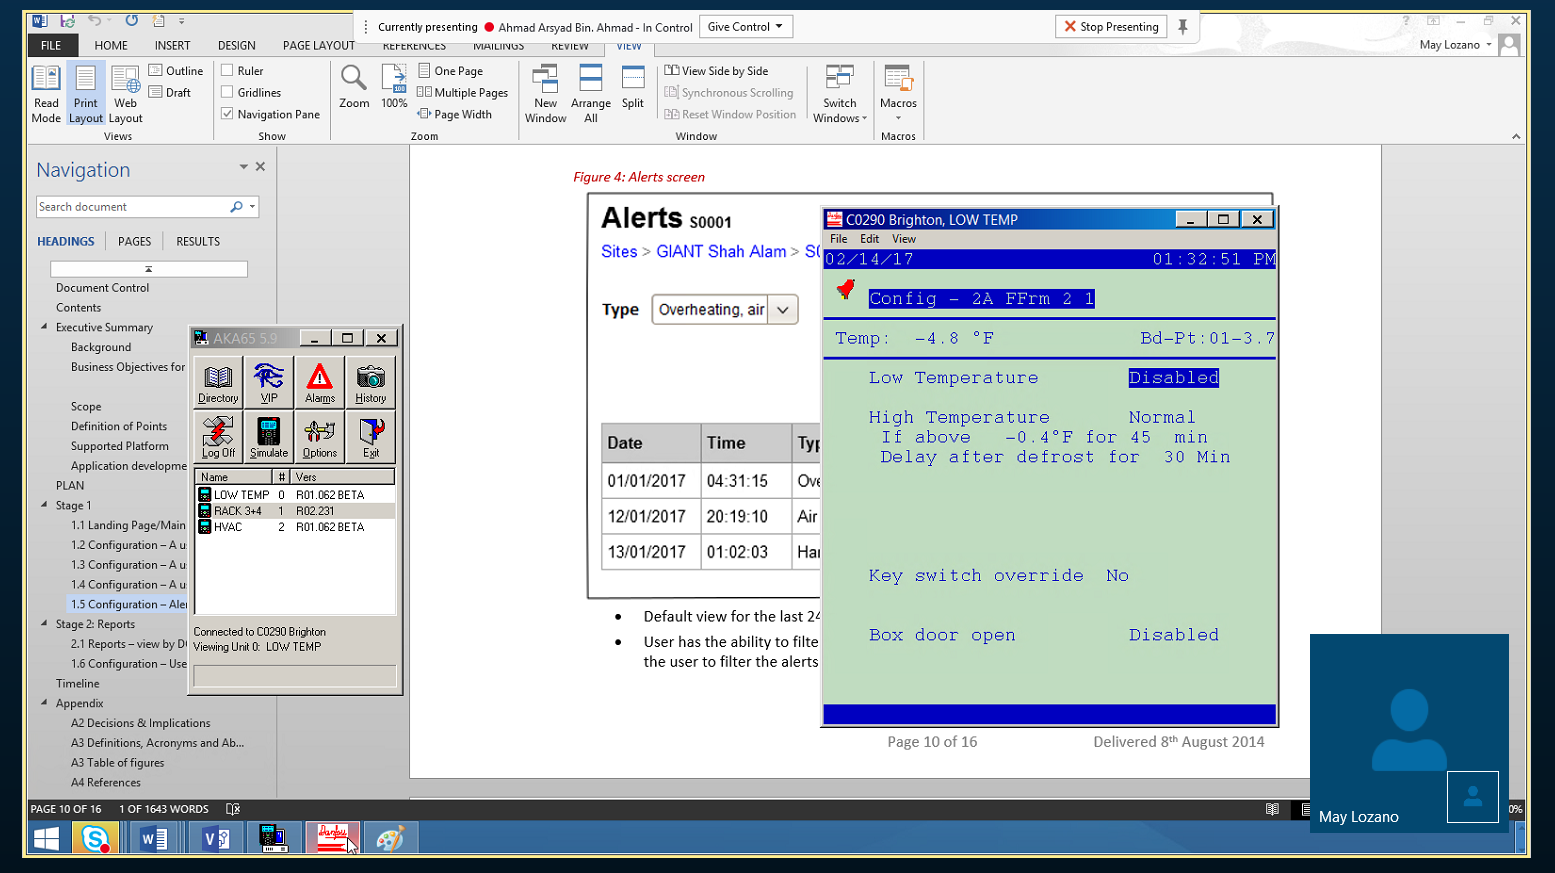 Currently presenting Ahmad Arsyad Bin. Ahmad - In Control Give Control Stop Presenting
FILE HOME INSERT DESIGN PAGE LAYOUT REFERENCES MAILINGS REVIEW VIEW May Lozano
Read Mode
Print Layout
Web Layout
Outline
Draft
Views
Ruler
Gridlines
Navigation Pane
Show
Zoom
100%
One Page
Multiple Pages
Page Width
Zoom
New Window
Arrange All
Split
View Side by Side
Synchronous Scrolling
Reset Window Position
Window
Switch Windows
Macros
Macros
Navigation
Search document
HEADINGS PAGES RESULTS
Document Control
Contents
Executive Summary
Background
Business Objectives for
Scope
Definition of Points
Supported Platform
Application developme
PLAN
Stage 1
1.1 Landing Page/Main
1.2 Configuration – A u
1.3 Configuration – A u
1.4 Configuration – A u
1.5 Configuration – Ale
Stage 2: Reports
2.1 Reports – view by D
1.6 Configuration – Use
Timeline
Appendix
A2 Decisions & Implications
A3 Definitions, Acronyms and Ab...
A3 Table of figures
A4 References
AKA65 5.9
Directory VIP Alarms History
Log Off Simulate Options Exit
Name # Vers
LOW TEMP 0 R01.062 BETA
RACK 3+4 1 R02.231
HVAC 2 R01.062 BETA
Connected to C0290 Brighton
Viewing Unit 0: LOW TEMP
Figure 4: Alerts screen
Alerts S0001
Sites > GIANT Shah Alam >
Type Overheating, air
Date Time Typ
01/01/2017 04:31:15 Ove
12/01/2017 20:19:10 Air
13/01/2017 01:02:03 Har
Default view for the last 24
User has the ability to filte
the user to filter the alerts
C0290 Brighton, LOW TEMP
File Edit View
02/14/17 01:32:51 PM
Config - 2A FFrm 2 1
Temp: -4.8 °F Bd-Pt:01-3.7
Low Temperature Disabled
High Temperature Normal
If above -0.4°F for 45 min
Delay after defrost for 30 Min
Key switch override No
Box door open Disabled
Page 10 of 16 Delivered 8th August 2014
May Lozano
PAGE 10 OF 16 1 OF 1643 WORDS
0%
Danfoss